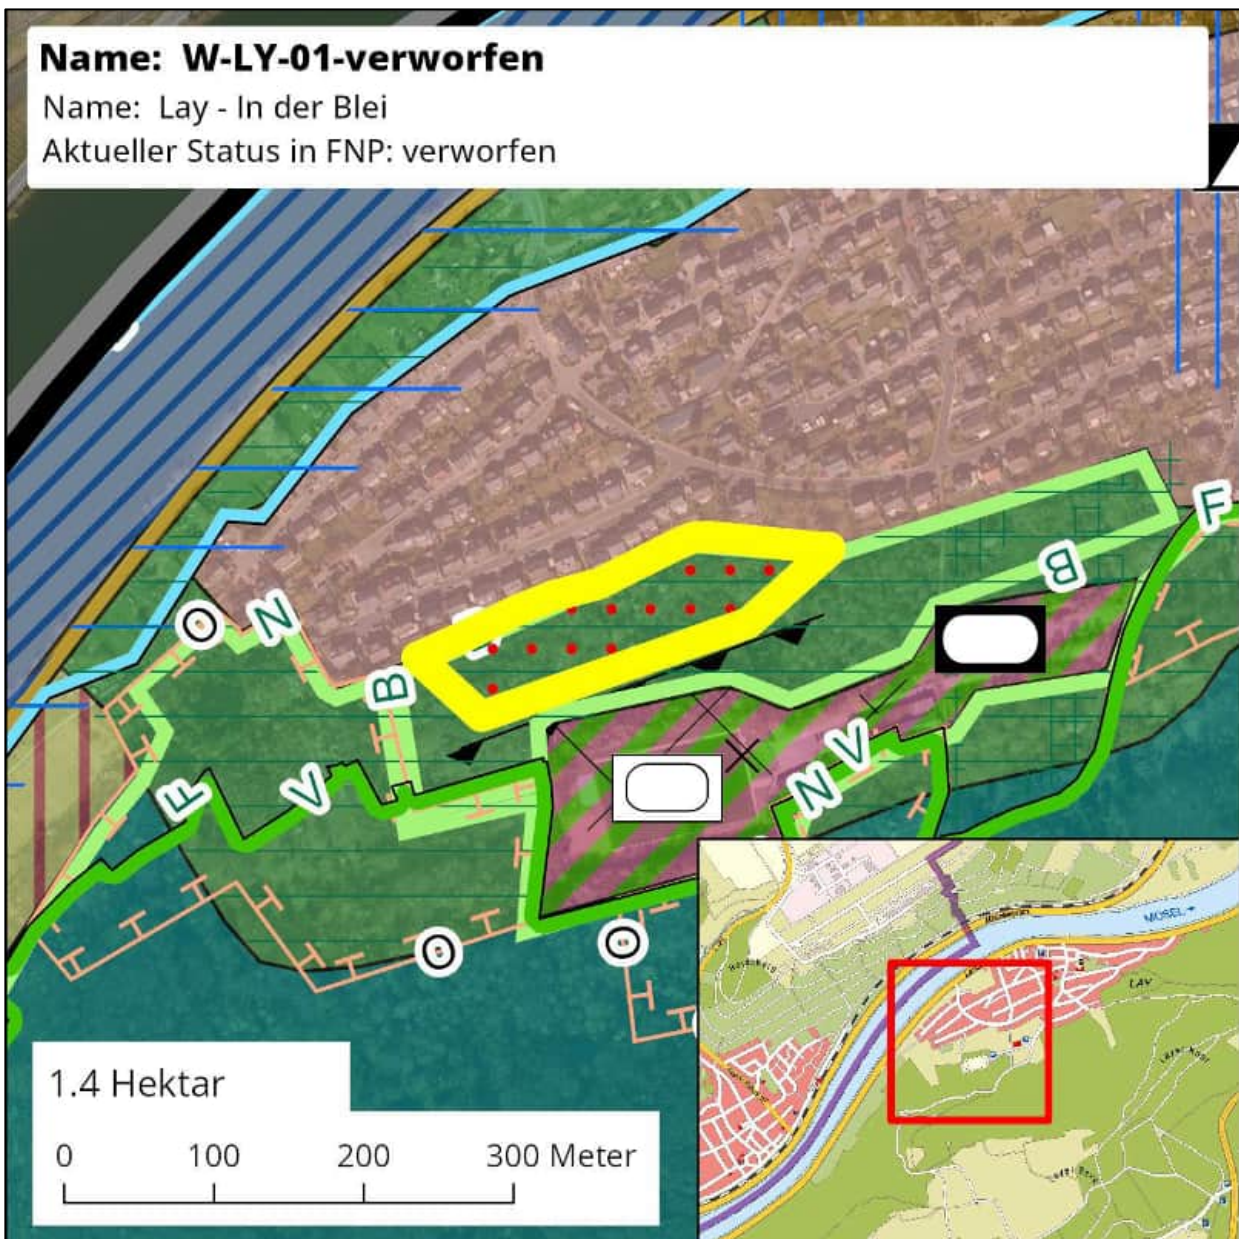 Name: W-LY-01-verworfen
Name: Lay - In der Blei
Aktueller Status in FNP: verworfen
F
N
B
B
F
V
V
N
MOSEL
LAY
1.4 Hektar
0 100 200 300 Meter